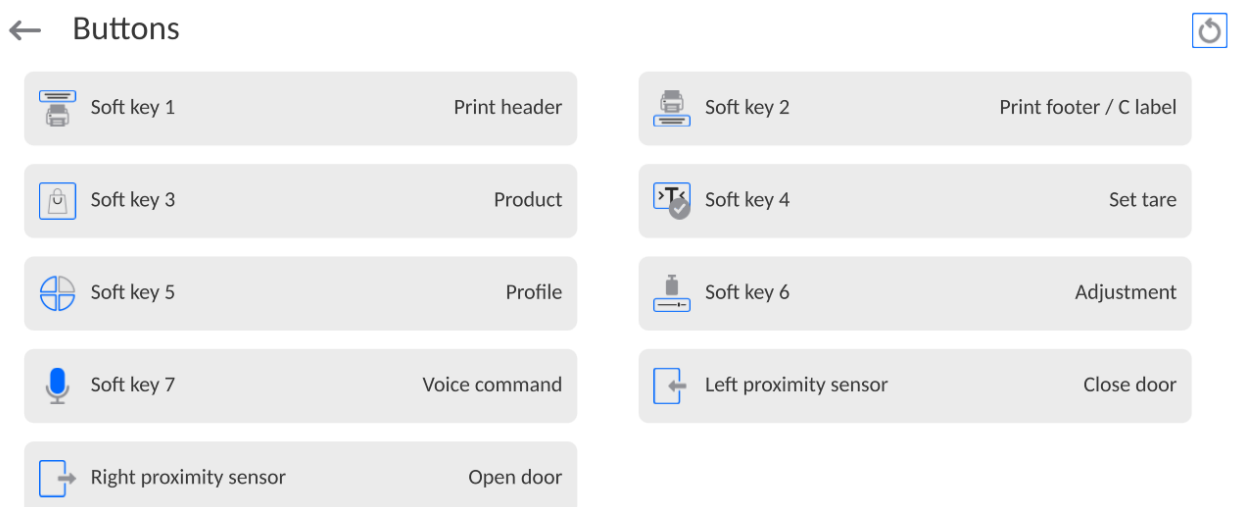 Buttons
Soft key 1 Print header
Soft key 2 Print footer / C label
Soft key 3 Product
Soft key 4 Set tare
Soft key 5 Profile
Soft key 6 Adjustment
Soft key 7 Voice command
Left proximity sensor Close door
Right proximity sensor Open door